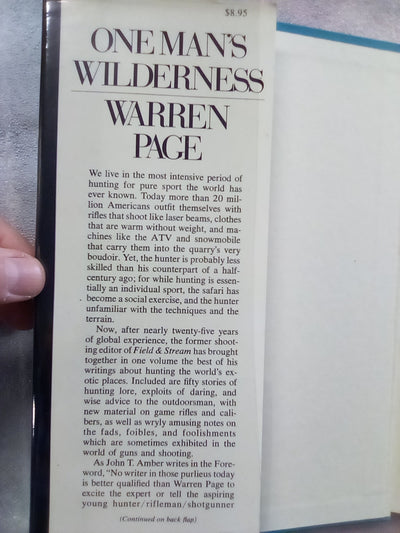 $8.95
ONE MAN'S
WILDERNESS
WARREN
PAGE
We live in the most intensive period of
hunting for pure sport the world has
ever known. Today more than 20 mil-
lion Americans outfit themselves with
rifles that shoot like laser beams, clothes
that are warm without weight, and ma-
chines like the ATV and snowmobile
that carry them into the quarry's very
boudoir. Yet, the hunter is probably less
skilled than his counterpart of a half-
century ago; for while hunting is essen-
tially an individual sport, the safari has
become a social exercise, and the hunter
unfamiliar with the techniques and the
terrain.
Now, after nearly twenty-five years
of global experience, the former shoot-
ing editor of Field & Stream has brought
together in one volume the best of his
writings about hunting the world's ex-
otic places. Included are fifty stories of
hunting lore, exploits of daring, and
wise advice to the outdoorsman, with
new material on game rifles and cali-
bers, as well as wryly amusing notes on
the fads, foibles, and foolishments
which are sometimes exhibited in the
world of guns and shooting.
As John T. Amber writes in the Fore-
word, "No writer in those purlieus today
is better qualified than Warren Page to
excite the expert or tell the aspiring
young hunter/rifleman/shotgunner
(Continued on back flap)